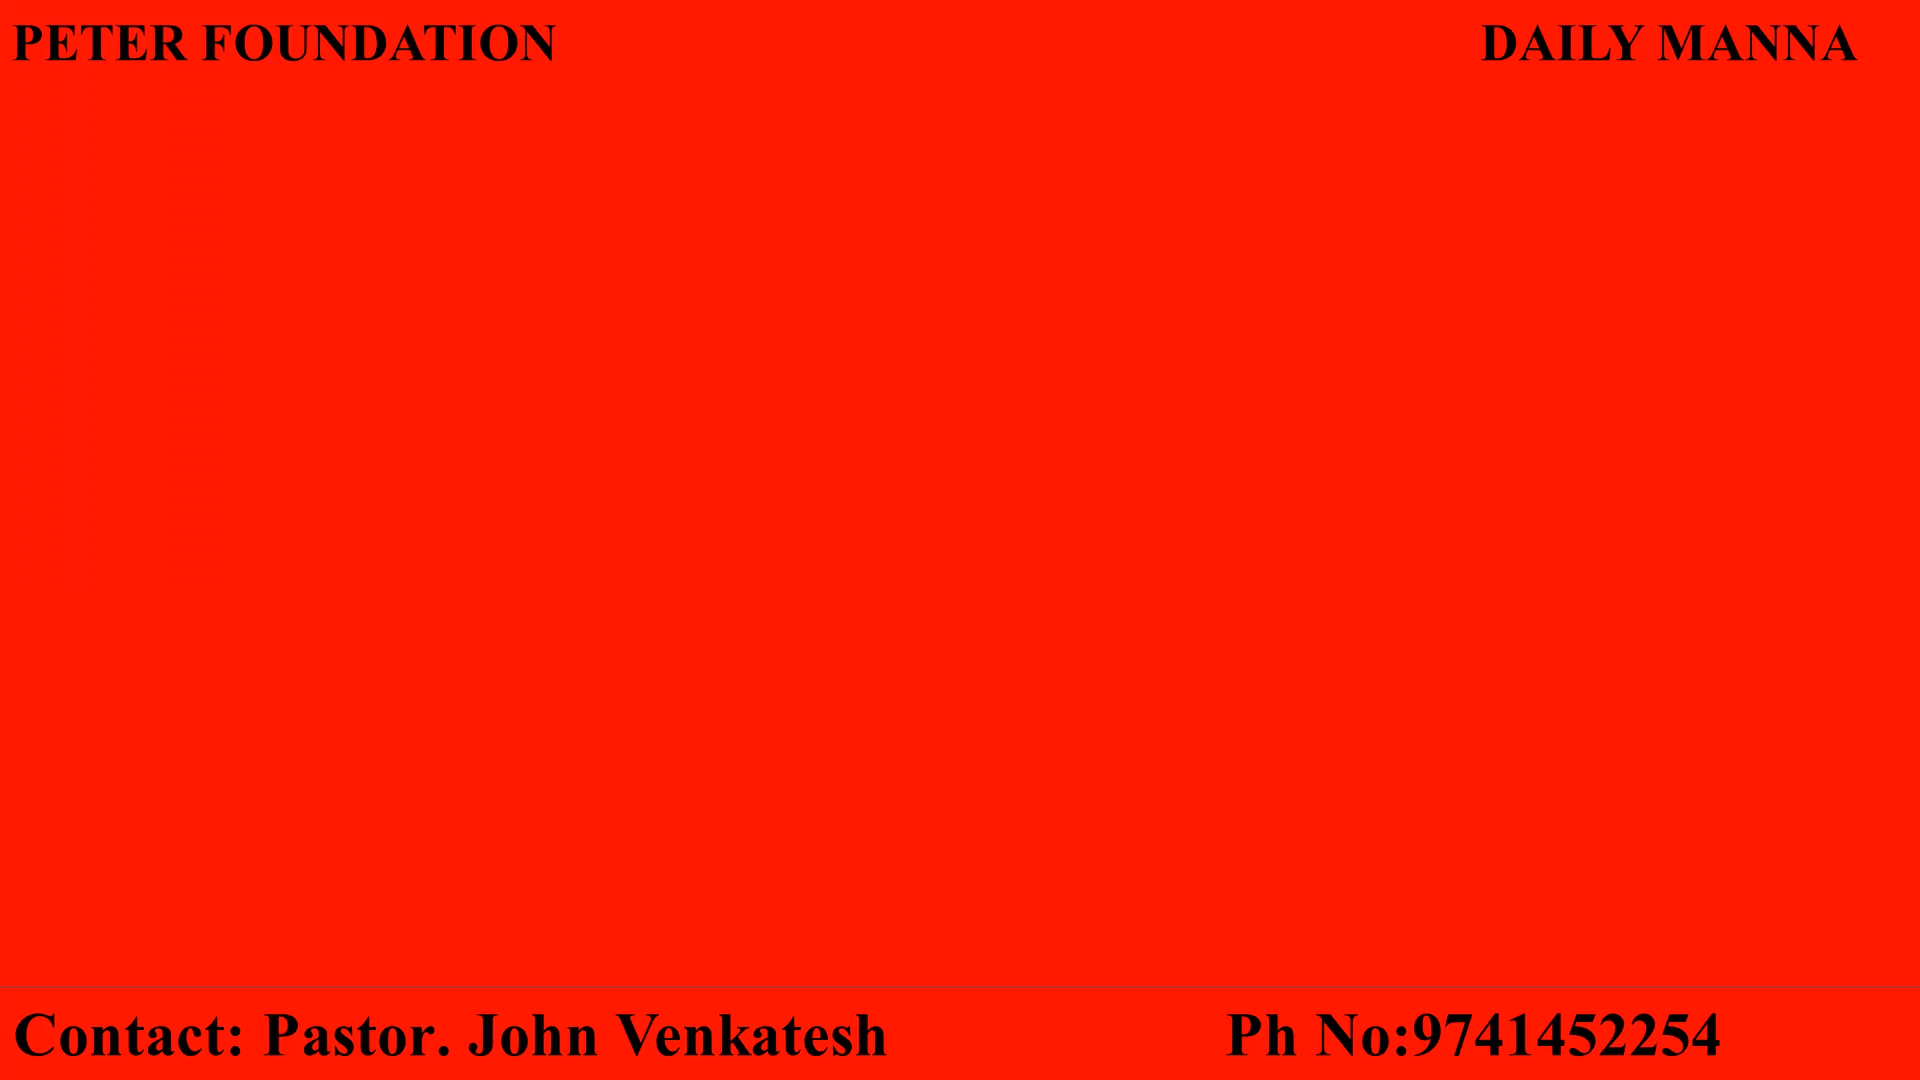 PETER FOUNDATION DAILY MANNA
Contact: Pastor. John Venkatesh Ph No:9741452254